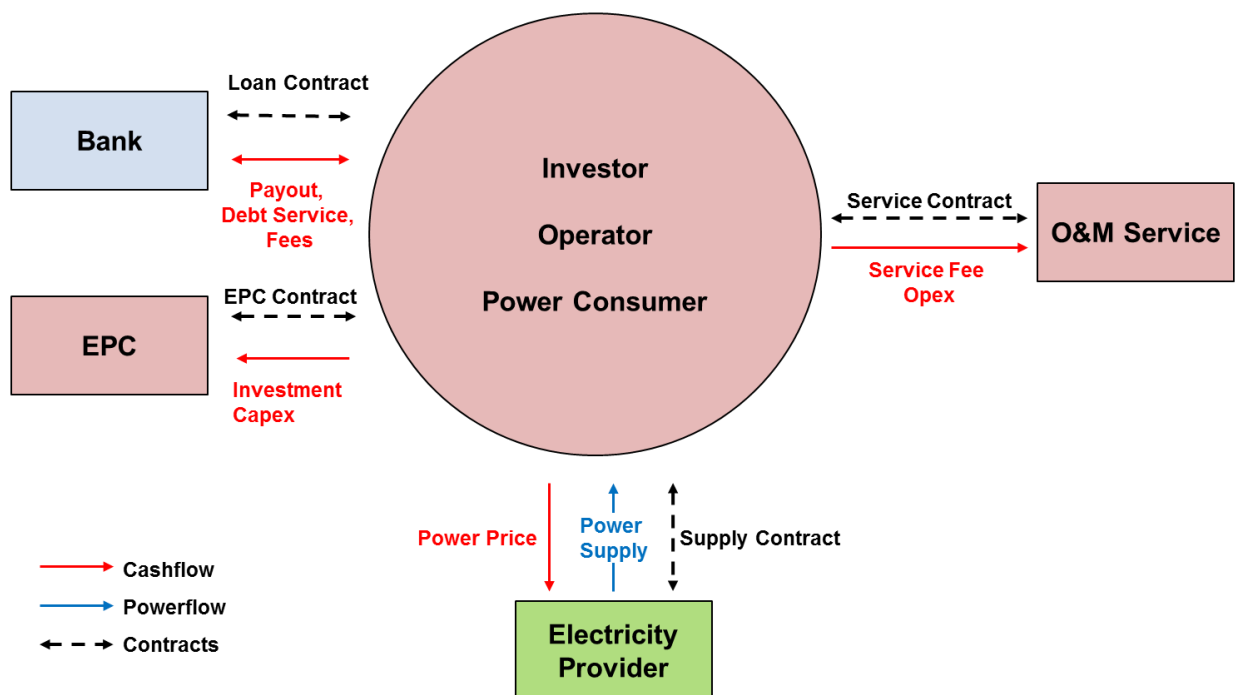 Loan Contract
Bank
Payout,
Debt Service,
Fees
EPC Contract
EPC
Investment
Capex
Investor
Operator
Power Consumer
Service Contract
O&M Service
Service Fee
Opex
Power Price
Power
Supply
Supply Contract
Electricity
Provider
Cashflow
Powerflow
Contracts